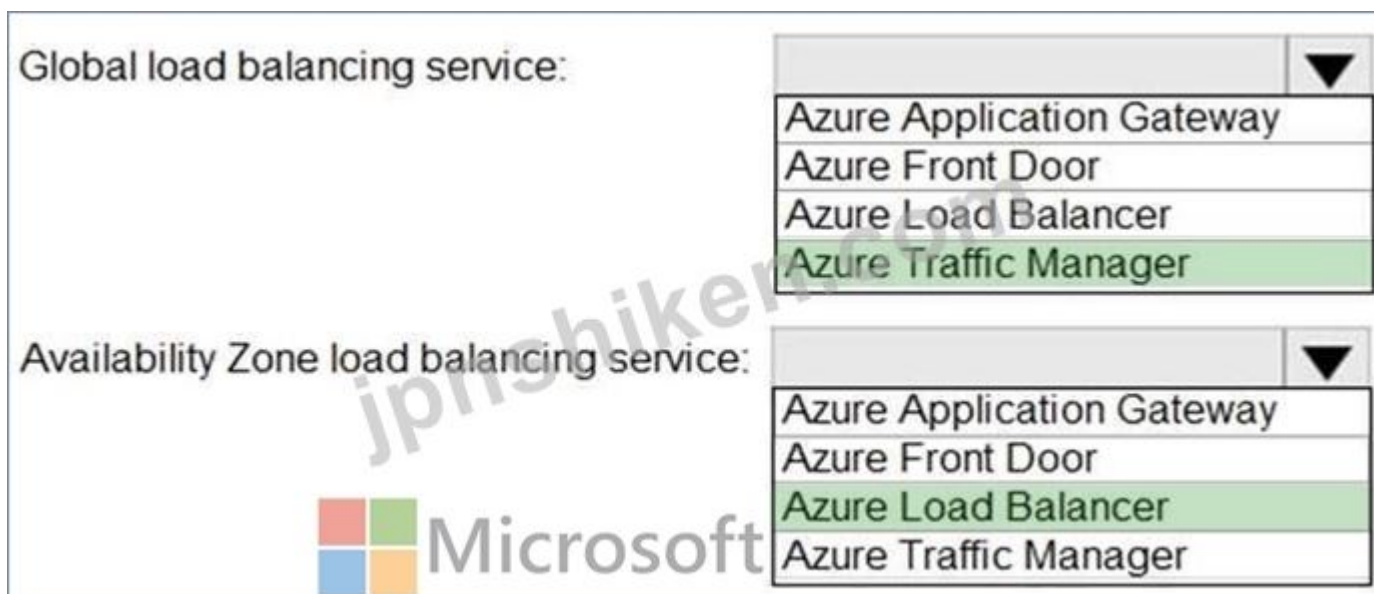 Global load balancing service:
Azure Application Gateway
Azure Front Door
Azure Load Balancer
Azure Traffic Manager
Availability Zone load balancing service:
Azure Application Gateway
Azure Front Door
Azure Load Balancer
Azure Traffic Manager
jpnshiken.com
Microsoft